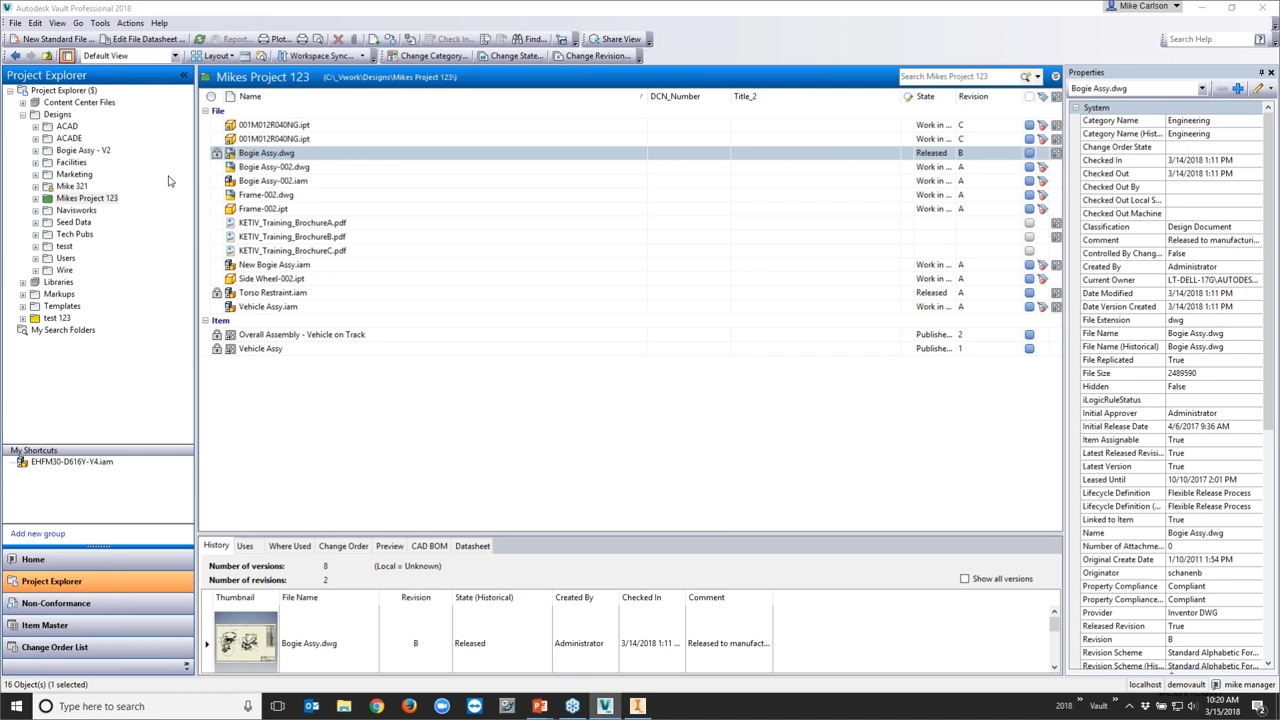 Autodesk Vault Professional 2018
Mike Carlson
File Edit View Go Tools Actions Help
New Standard File... Edit File Datasheet... Report... Plot... Check In... Find... Share View
Search Help
Default View Layout Workspace Sync... Change Category... Change State... Change Revision...
Project Explorer
Project Explorer ($)
Content Center Files
Designs
ACAD
ACADE
Bogie Assy - V2
Facilities
Marketing
Mike 321
Mikes Project 123
Navisworks
Seed Data
Tech Pubs
tesst
Users
Wire
Libraries
Markups
Templates
test 123
My Search Folders
My Shortcuts
EHFM30-D616Y-Y4.iam
Add new group
Home
Project Explorer
Non-Conformance
Item Master
Change Order List
Mikes Project 123 (C:\_Vwork\Designs\Mikes Project 123\)
Search Mikes Project 123
Name / DCN_Number Title_2 State Revision
File
001M012R040NG.ipt Work in ... C
001M012R040NG.ipt Work in ... C
Bogie Assy.dwg Released B
Bogie Assy-002.dwg Work in ... A
Bogie Assy-002.iam Work in ... A
Frame-002.dwg Work in ... A
Frame-002.ipt Work in ... A
KETIV_Training_BrochureA.pdf
KETIV_Training_BrochureB.pdf
KETIV_Training_BrochureC.pdf
New Bogie Assy.iam Work in ... A
Side Wheel-002.ipt Work in ... A
Torso Restraint.iam Released A
Vehicle Assy.iam Work in ... A
Item
Overall Assembly - Vehicle on Track Publishe... 2
Vehicle Assy Publishe... 1
History Uses Where Used Change Order Preview CAD BOM Datasheet
Number of versions: 8 (Local = Unknown)
Number of revisions: 2
Show all versions
Thumbnail File Name Revision State (Historical) Created By Checked In Comment
Bogie Assy.dwg B Released Administrator 3/14/2018 1:11 ... Released to manufact...
Properties
Bogie Assy.dwg
System
Category Name Engineering
Category Name (Hist... Engineering
Change Order State
Checked In 3/14/2018 1:11 PM
Checked Out 3/14/2018 1:11 PM
Checked Out By
Checked Out Local S...
Checked Out Machine
Classification Design Document
Comment Released to manufacturi...
Controlled By Chang... False
Created By Administrator
Current Owner LT-DELL-17G\AUTODES...
Date Modified 3/14/2018 1:11 PM
Date Version Created 3/14/2018 1:11 PM
File Extension dwg
File Name Bogie Assy.dwg
File Name (Historical) Bogie Assy.dwg
File Replicated True
File Size 2489590
Hidden False
iLogicRuleStatus
Initial Approver Administrator
Initial Release Date 4/6/2017 9:36 AM
Item Assignable True
Latest Released Revisi... True
Latest Version True
Leased Until 10/10/2017 2:01 PM
Lifecycle Definition Flexible Release Process
Lifecycle Definition (... Flexible Release Process
Linked to Item True
Name Bogie Assy.dwg
Number of Attachme... 0
Original Create Date 1/10/2011 1:54 PM
Originator schanenb
Property Compliance Compliant
Property Compliance... Compliant
Provider Inventor DWG
Released Revision True
Revision B
Revision Scheme Standard Alphabetic For...
Revision Scheme (His... Standard Alphabetic For...
16 Object(s) (1 selected)
localhost demovault mike manager
Type here to search
2018 Vault
10:20 AM
3/15/2018